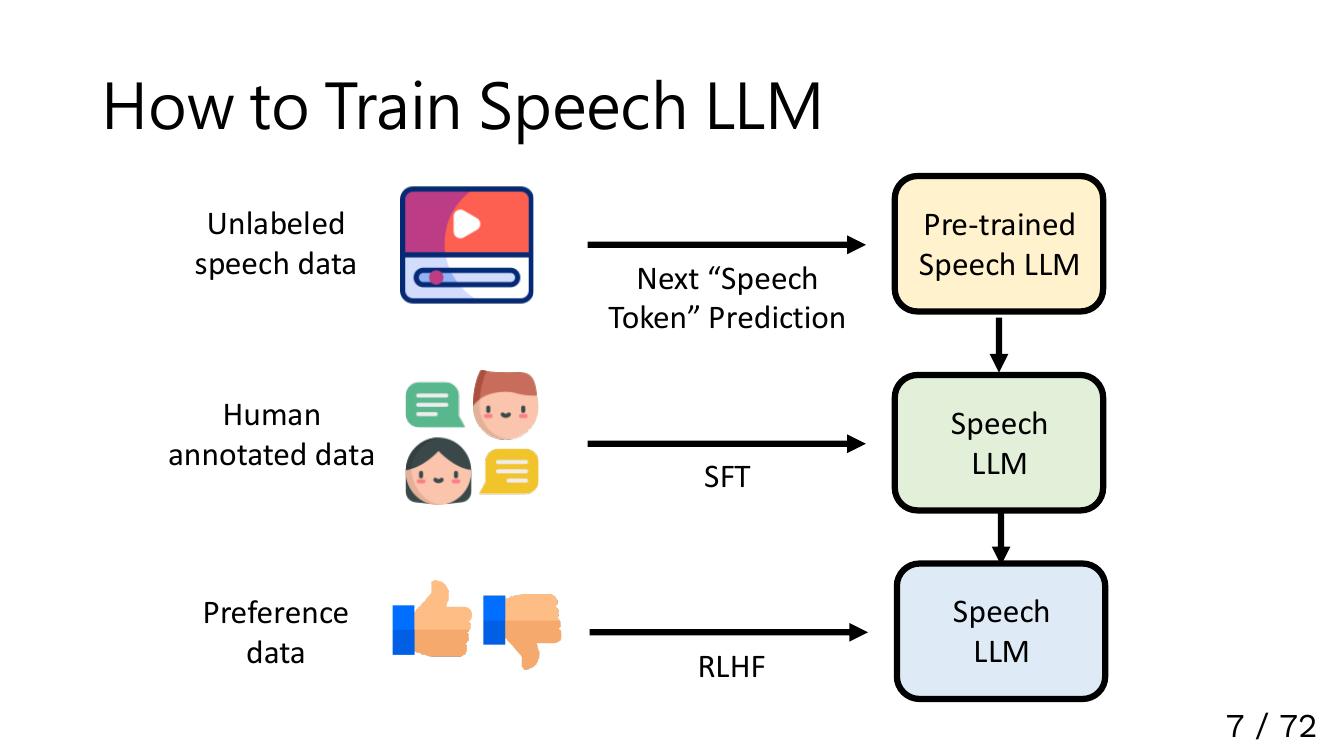 How to Train Speech LLM
Unlabeled
speech data
Next “Speech
Token” Prediction
Pre-trained
Speech LLM
Human
annotated data
SFT
Speech
LLM
Preference
data
RLHF
Speech
LLM
7 / 72